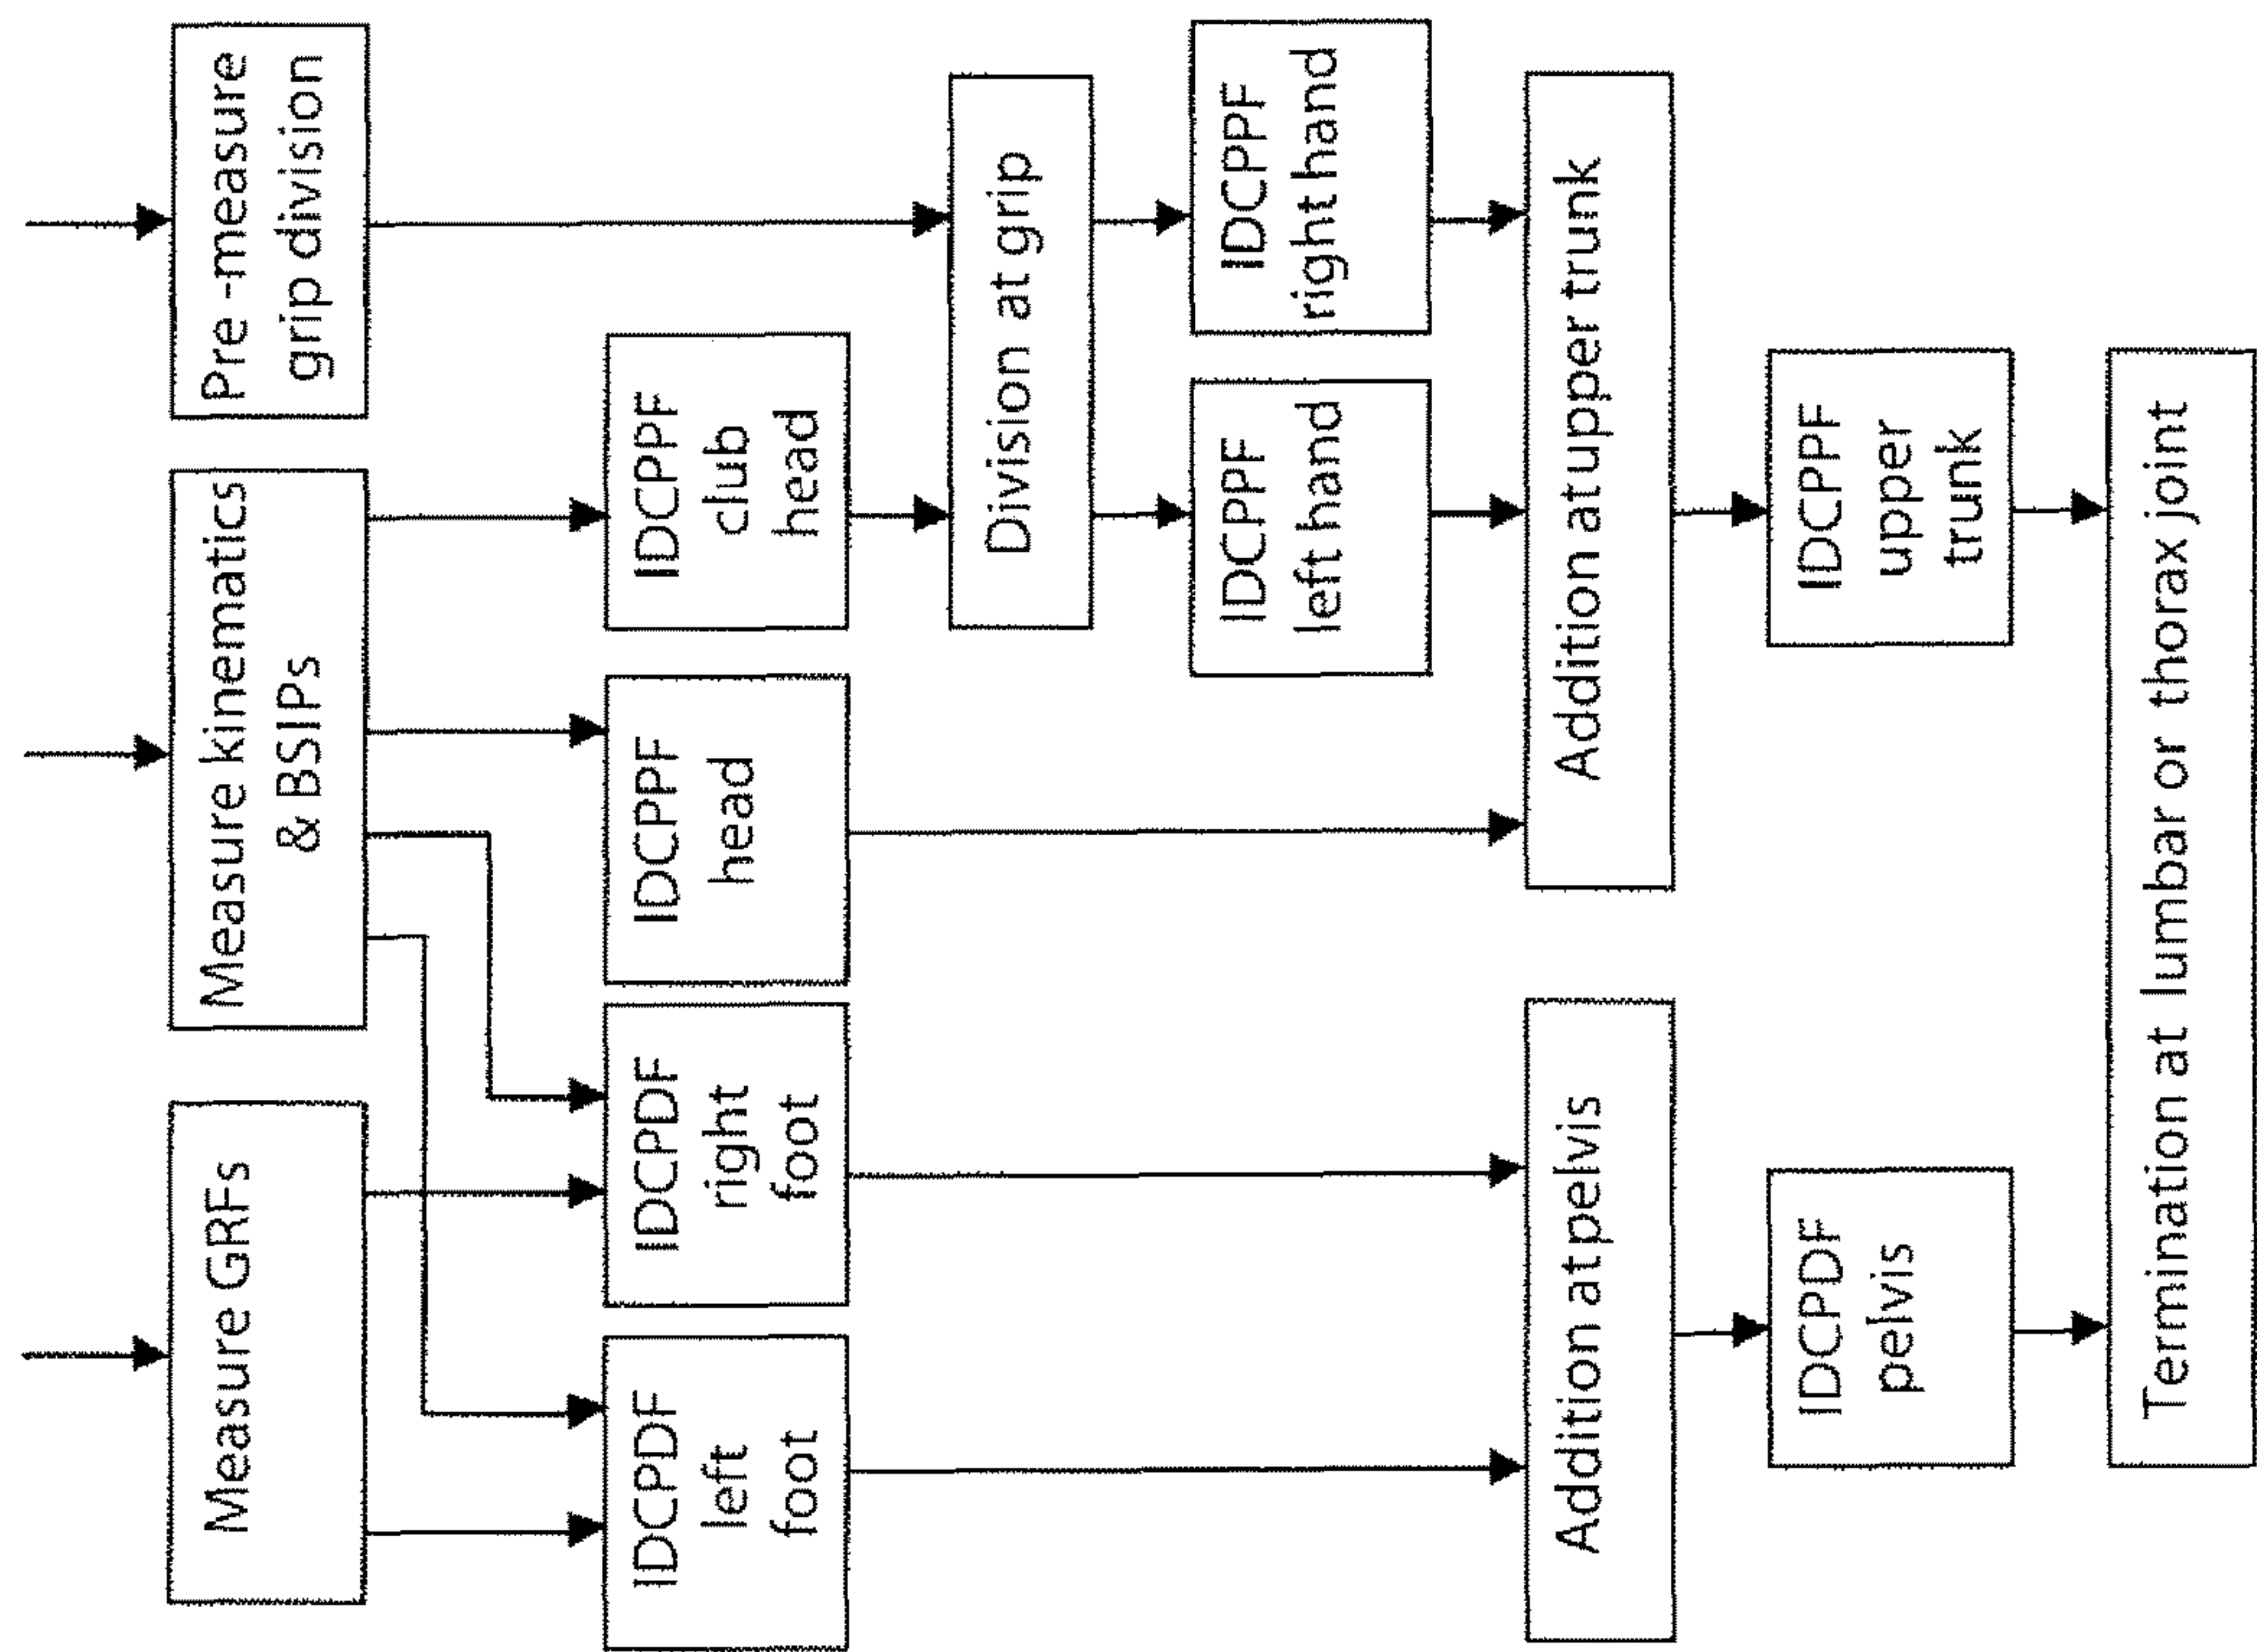 Pre -measure
grip division
Measure kinematics
& BSIPs
Measure GRFs
IDCPPF
club
head
IDCPPF
head
IDCPDF
right
foot
IDCPDF
left
foot
Division at grip
IDCPPF
right hand
IDCPPF
left hand
Addition at upper trunk
Addition at pelvis
IDCPPF
upper
trunk
IDCPDF
pelvis
Termination at lumbar or thorax joint